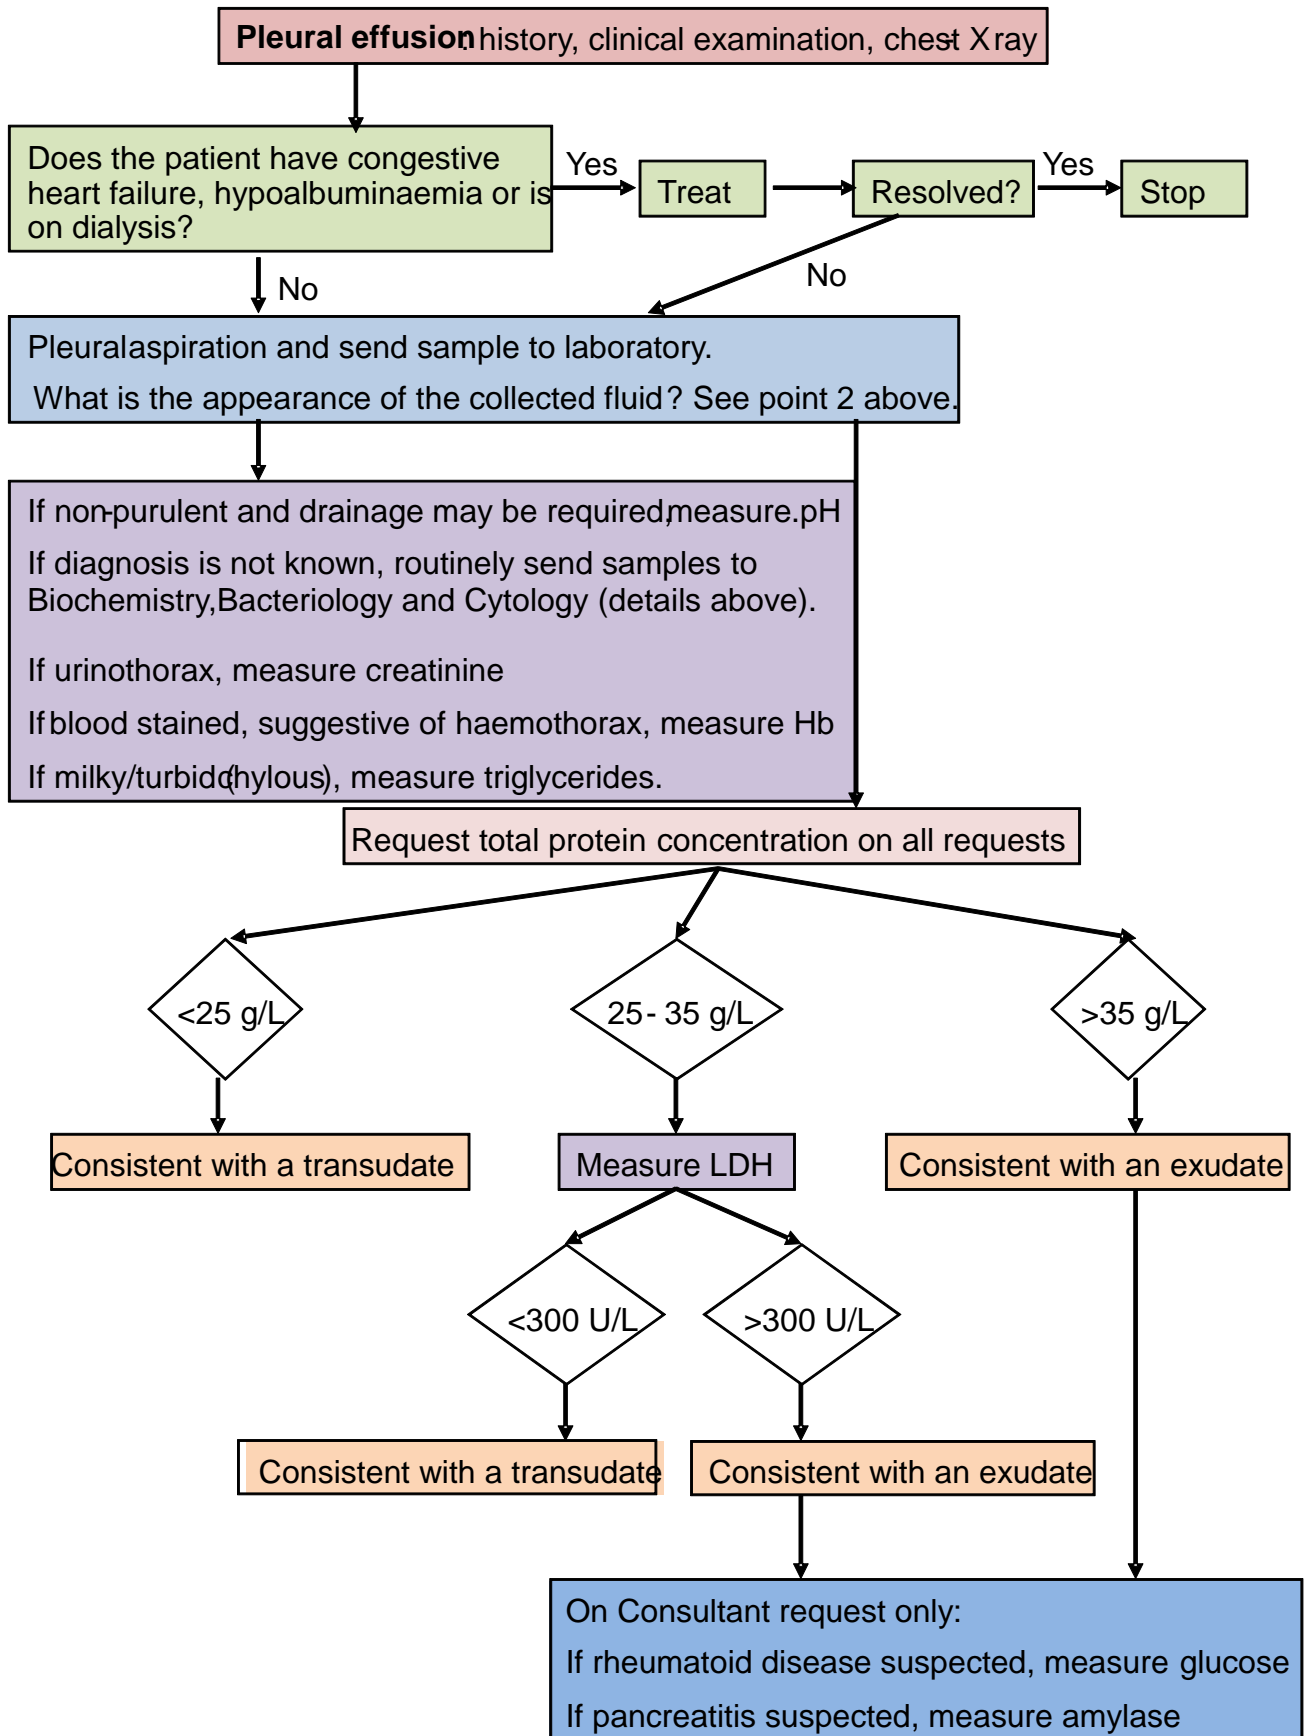 Pleural effusion: history, clinical examination, chest X-ray
Does the patient have congestive
heart failure, hypoalbuminaemia or is
on dialysis?
Yes
Treat
Resolved?
Yes
Stop
No
No
Pleural aspiration and send sample to laboratory.
What is the appearance of the collected fluid? See point 2 above.
If non-purulent and drainage may be required, measure.pH
If diagnosis is not known, routinely send samples to
Biochemistry, Bacteriology and Cytology (details above).
If urinothorax, measure creatinine
If blood stained, suggestive of haemothorax, measure Hb
If milky/turbid (chylous), measure triglycerides.
Request total protein concentration on all requests
<25 g/L
25 - 35 g/L
>35 g/L
Consistent with a transudate
Measure LDH
Consistent with an exudate
<300 U/L
>300 U/L
Consistent with a transudate
Consistent with an exudate
On Consultant request only:
If rheumatoid disease suspected, measure glucose
If pancreatitis suspected, measure amylase